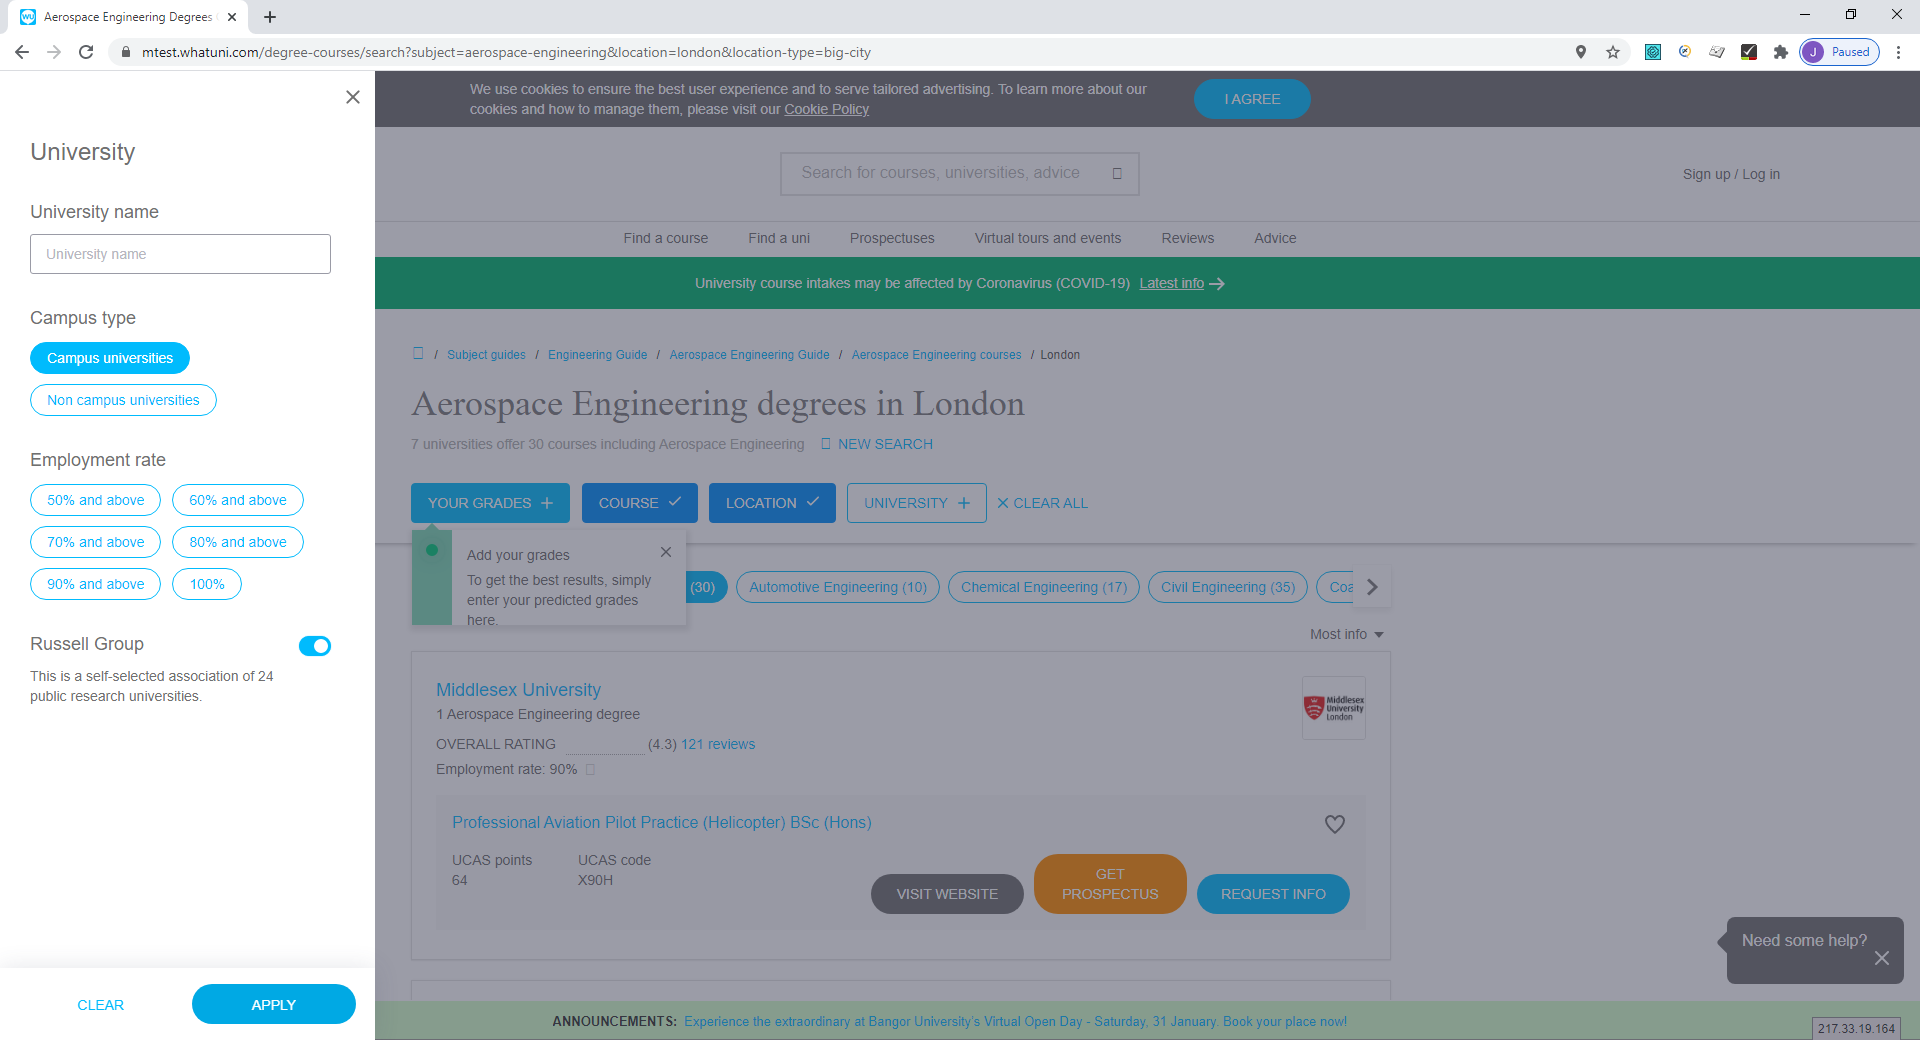 Aerospace Engineering Degrees
mtest.whatuni.com/degree-courses/search?subject=aerospace-engineering&location=london&location-type=big-city
J Paused
We use cookies to ensure the best user experience and to serve tailored advertising. To learn more about our
cookies and how to manage them, please visit our Cookie Policy
I AGREE
University
University name
University name
Campus type
Campus universities
Non campus universities
Employment rate
50% and above 60% and above
70% and above 80% and above
90% and above 100%
Russell Group
This is a self-selected association of 24
public research universities.
CLEAR APPLY
Search for courses, universities, advice
Sign up / Log in
Find a course Find a uni Prospectuses Virtual tours and events Reviews Advice
University course intakes may be affected by Coronavirus (COVID-19) Latest info
/ Subject guides / Engineering Guide / Aerospace Engineering Guide / Aerospace Engineering courses / London
Aerospace Engineering degrees in London
7 universities offer 30 courses including Aerospace Engineering NEW SEARCH
YOUR GRADES COURSE LOCATION UNIVERSITY CLEAR ALL
Add your grades
To get the best results, simply
enter your predicted grades
here.
(30) Automotive Engineering (10) Chemical Engineering (17) Civil Engineering (35) Coa
Most info
Middlesex University
1 Aerospace Engineering degree
OVERALL RATING (4.3) 121 reviews
Employment rate: 90%
Middlesex
University
London
Professional Aviation Pilot Practice (Helicopter) BSc (Hons)
UCAS points UCAS code
64 X90H
VISIT WEBSITE
GET
PROSPECTUS
REQUEST INFO
Need some help?
ANNOUNCEMENTS: Experience the extraordinary at Bangor University's Virtual Open Day - Saturday, 31 January. Book your place now!
217.33.19.164